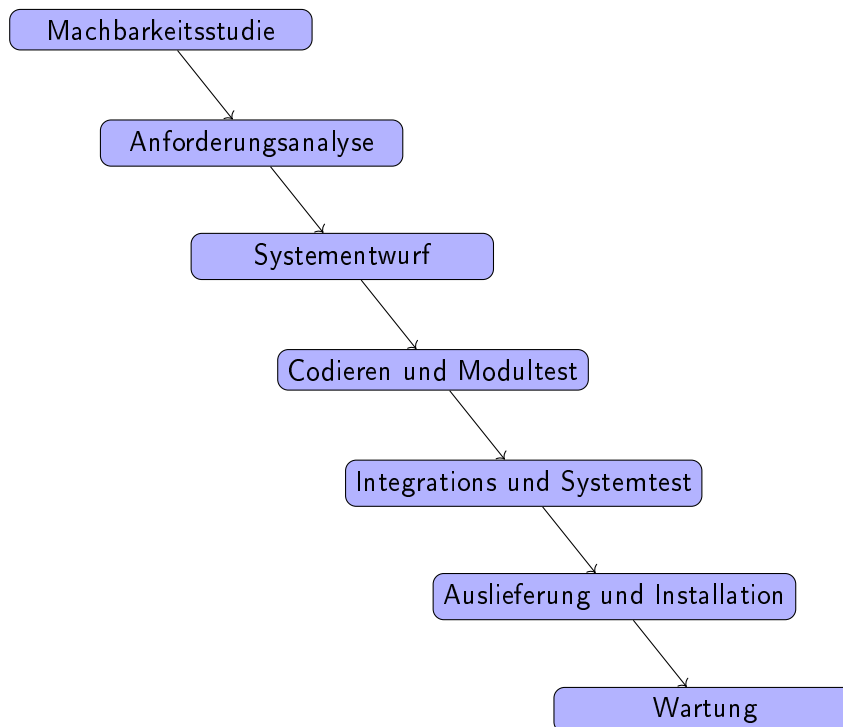 Machbarkeitsstudie
Anforderungsanalyse
Systementwurf
Codieren und Modultest
Integrations und Systemtest
Auslieferung und Installation
Wartung